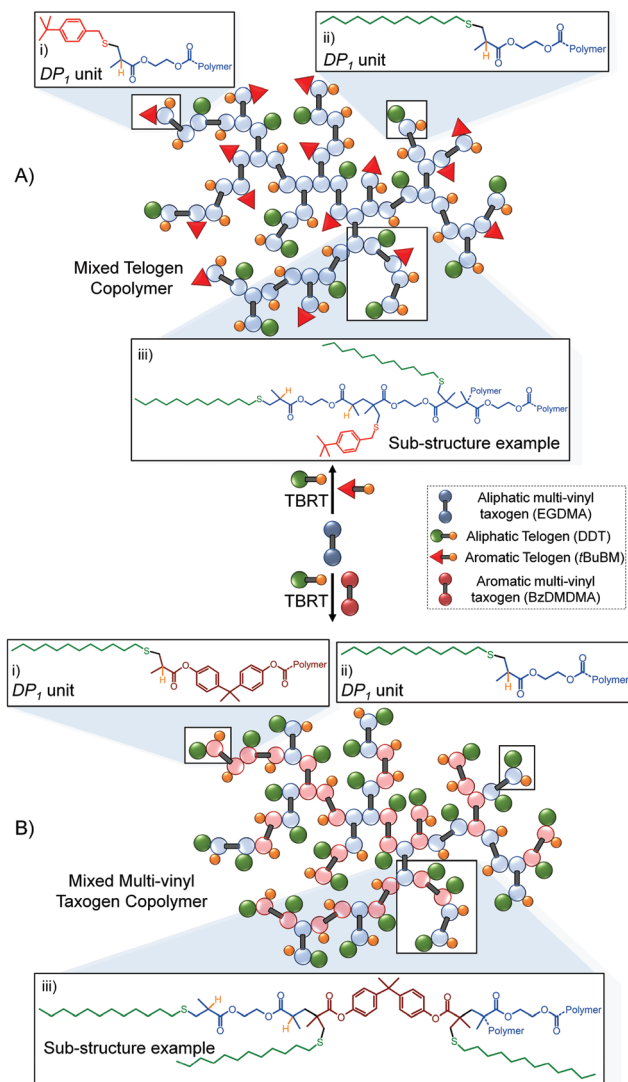 i)
DP₁ unit
S
H
O
O
O
O
Polymer
ii)
DP₁ unit
S
H
O
O
O
O
Polymer
A)
Mixed Telogen
Copolymer
iii)
S
H
O
O
O
O
O
O
H
S
O
O
O
O
Polymer
O
O
O
O
Polymer
S
Sub-structure example
TBRT
TBRT
Aliphatic multi-vinyl
taxogen (EGDMA)
Aliphatic Telogen (DDT)
Aromatic Telogen (tBuBM)
Aromatic multi-vinyl
taxogen (BzDMDMA)
i)
DP₁ unit
S
H
O
O
O
O
Polymer
ii)
DP₁ unit
S
H
O
O
O
O
Polymer
B)
Mixed Multi-vinyl
Taxogen Copolymer
iii)
S
H
O
O
O
O
H
S
O
O
O
O
S
Polymer
O
O
O
O
Polymer
Sub-structure example